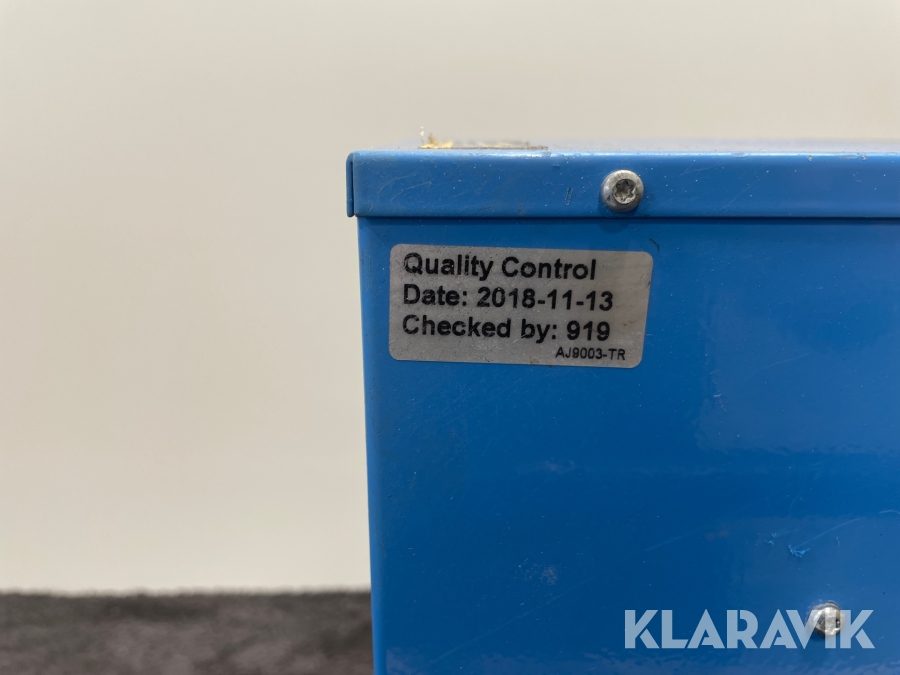 Quality Control
Date: 2018-11-13
Checked by: 919
AJ9003-TR
KLARAVIK